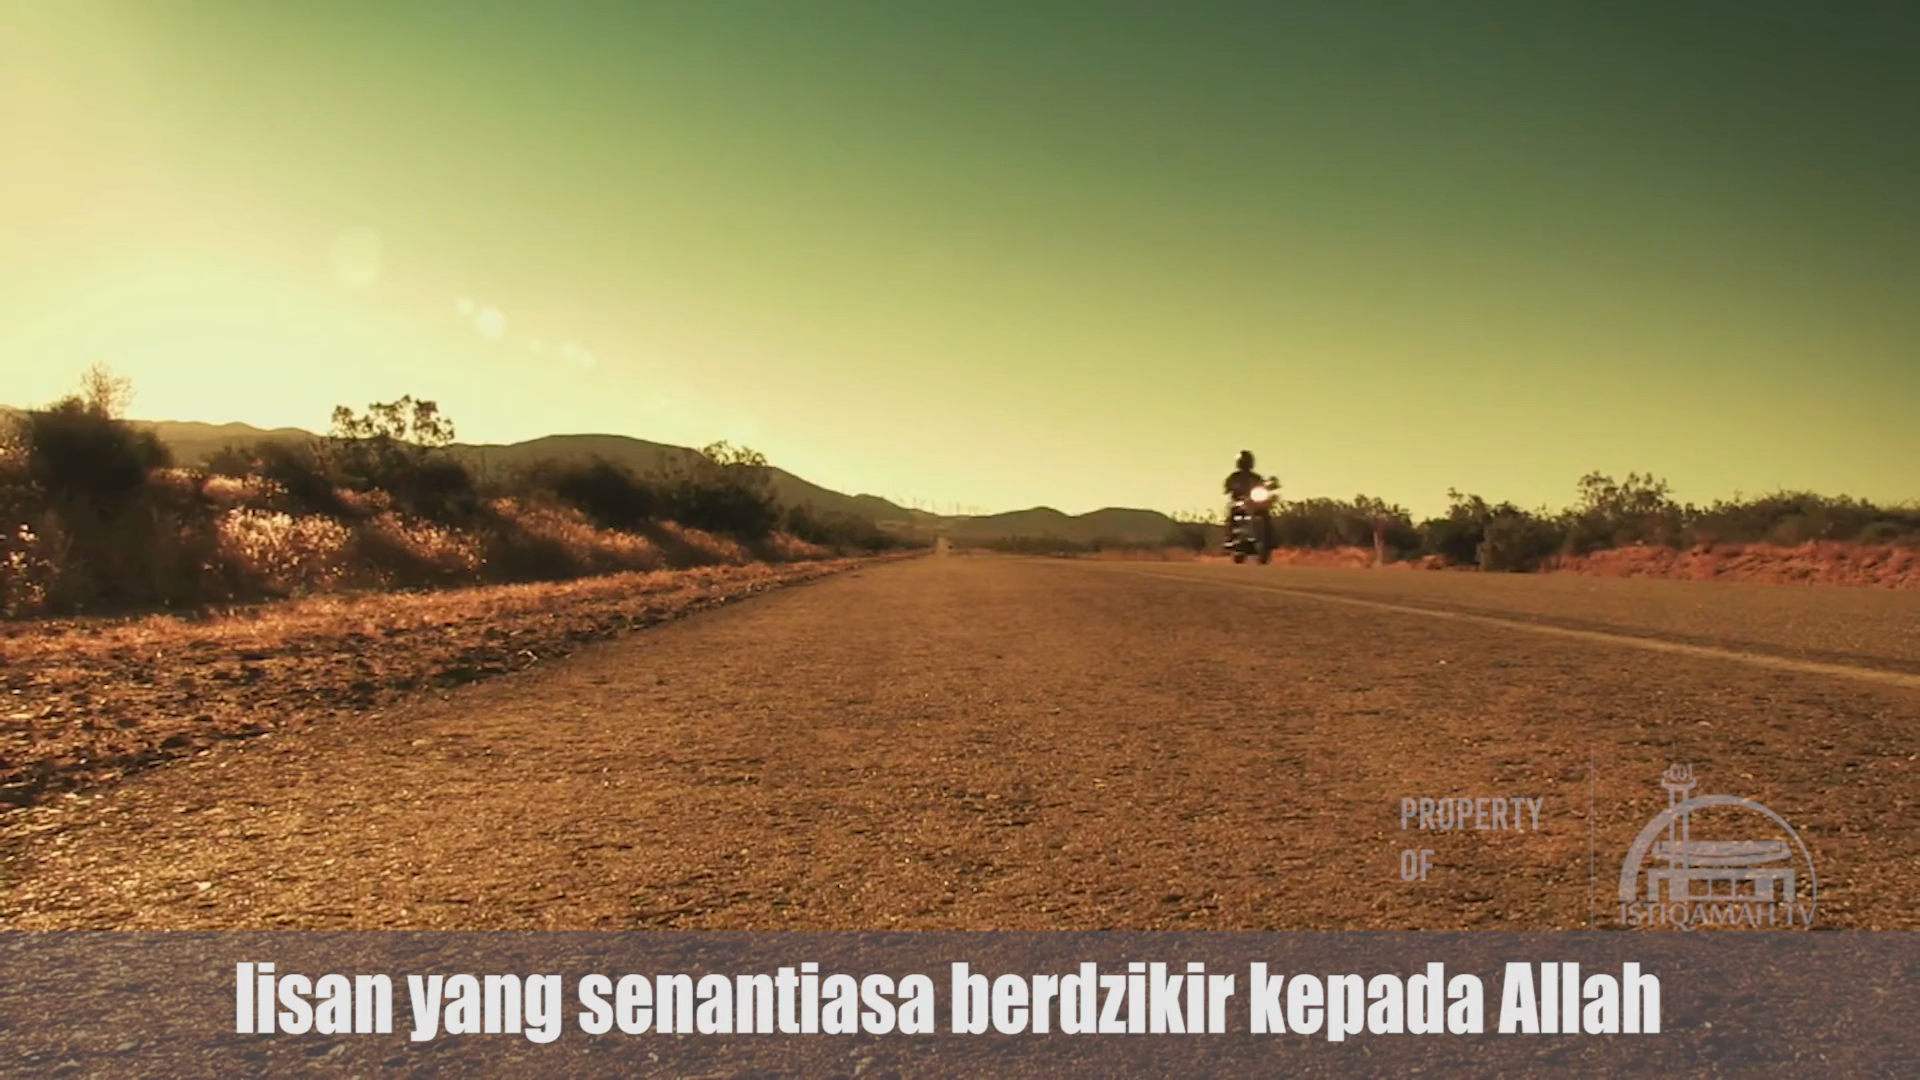 PROPERTY
OF
ISTIQAMAH TV
lisan yang senantiasa berdzikir kepada Allah